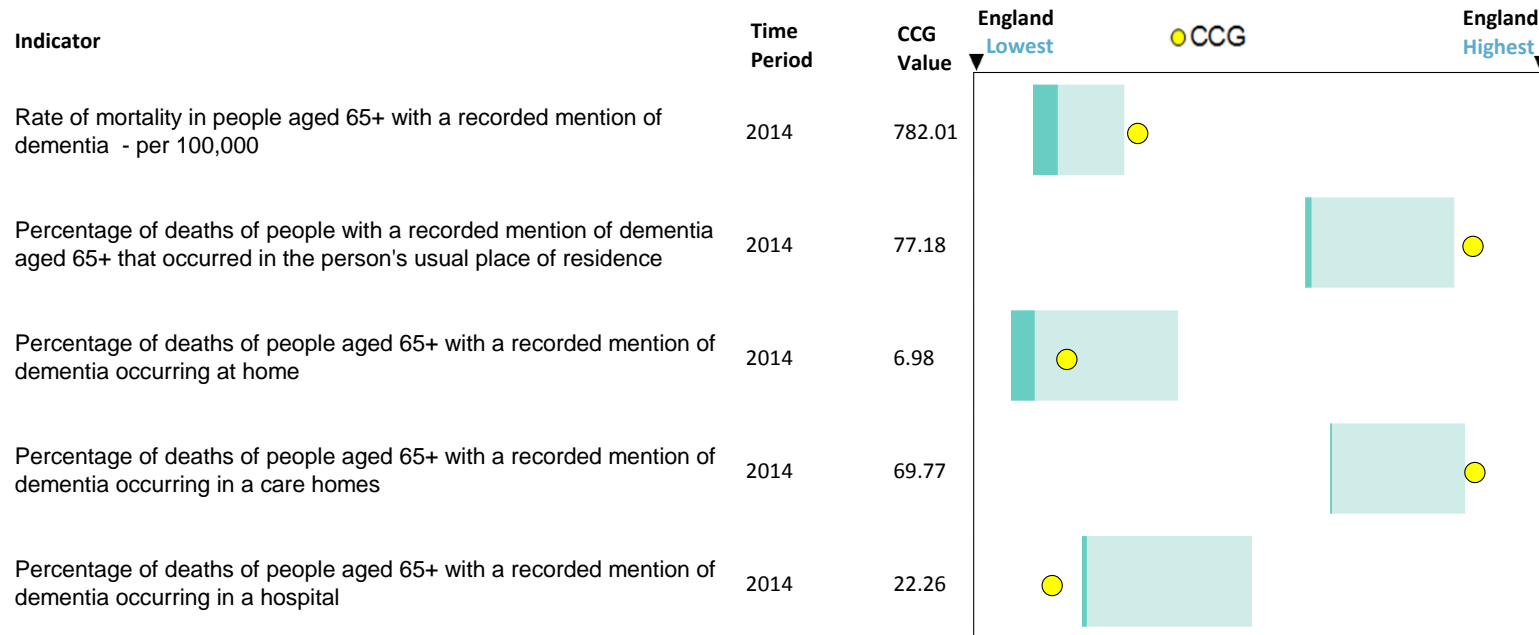 Indicator
Time Period
CCG Value
England Lowest
CCG
England Highest
Rate of mortality in people aged 65+ with a recorded mention of
dementia - per 100,000
2014
782.01
Percentage of deaths of people with a recorded mention of dementia
aged 65+ that occurred in the person's usual place of residence
2014
77.18
Percentage of deaths of people aged 65+ with a recorded mention of
dementia occurring at home
2014
6.98
Percentage of deaths of people aged 65+ with a recorded mention of
dementia occurring in a care homes
2014
69.77
Percentage of deaths of people aged 65+ with a recorded mention of
dementia occurring in a hospital
2014
22.26